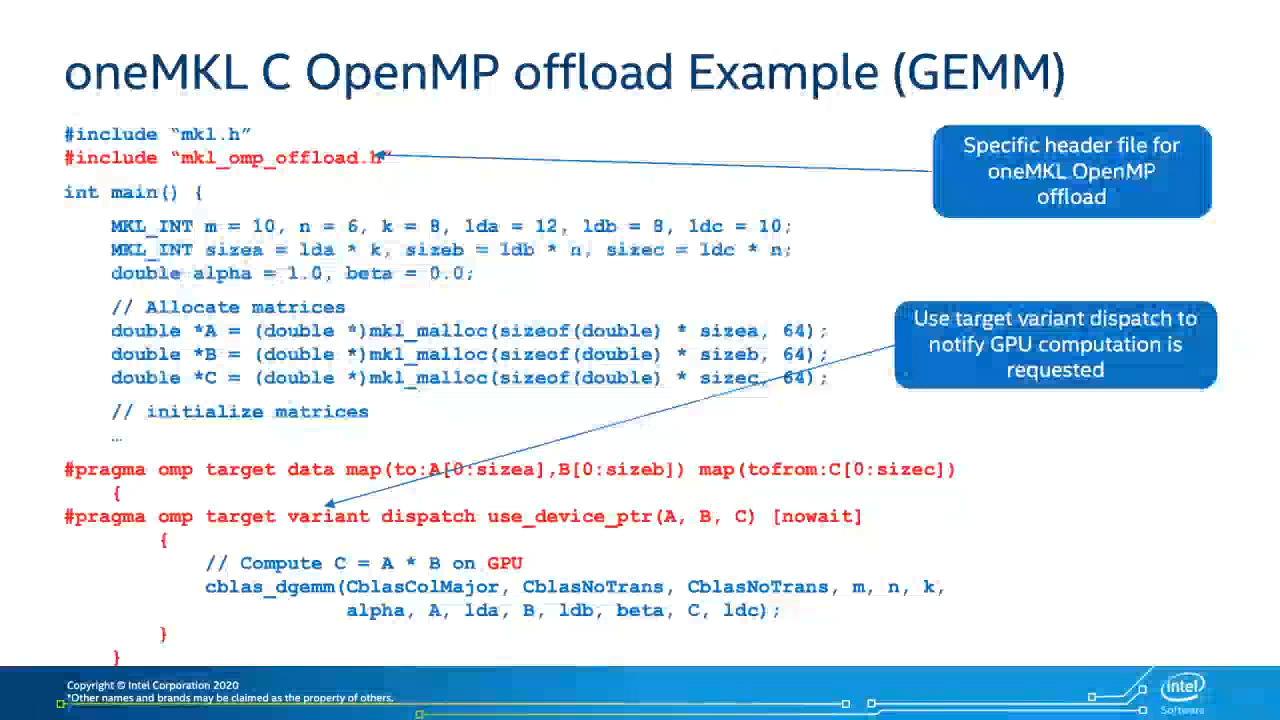 oneMKL C OpenMP offload Example (GEMM)
#include “mkl.h”
#include “mkl_omp_offload.h”
int main() {
MKL_INT m = 10, n = 6, k = 8, lda = 12, ldb = 8, ldc = 10;
MKL_INT sizea = lda * k, sizeb = ldb * n, sizec = ldc * n;
double alpha = 1.0, beta = 0.0;
// Allocate matrices
double *A = (double *)mkl_malloc(sizeof(double) * sizea, 64);
double *B = (double *)mkl_malloc(sizeof(double) * sizeb, 64);
double *C = (double *)mkl_malloc(sizeof(double) * sizec, 64);
// initialize matrices
…
#pragma omp target data map(to:A[0:sizea],B[0:sizeb]) map(tofrom:C[0:sizec])
{
#pragma omp target variant dispatch use_device_ptr(A, B, C) [nowait]
{
// Compute C = A * B on GPU
cblas_dgemm(CblasColMajor, CblasNoTrans, CblasNoTrans, m, n, k,
alpha, A, lda, B, ldb, beta, C, ldc);
}
}
Specific header file for
oneMKL OpenMP
offload
Use target variant dispatch to
notify GPU computation is
requested
Copyright © Intel Corporation 2020
*Other names and brands may be claimed as the property of others.
intel
Software